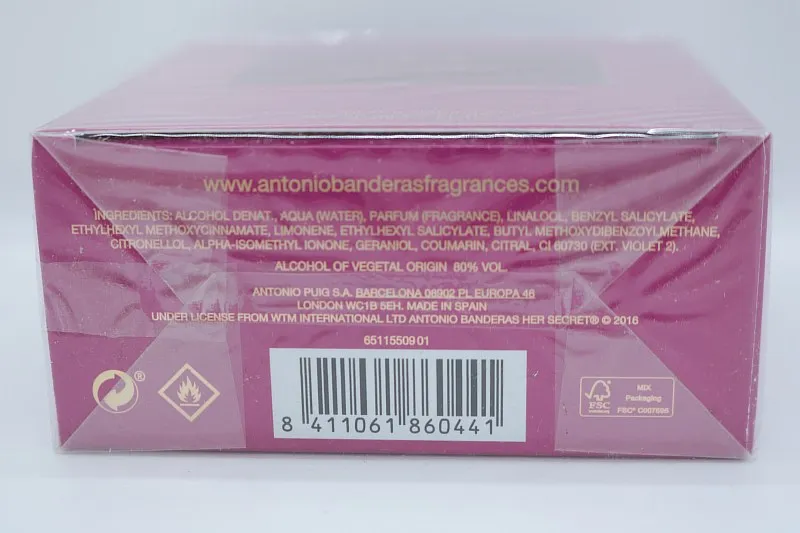 www.antoniobanderasfragrances.com
INGREDIENTS: ALCOHOL DENAT., AQUA (WATER), PARFUM (FRAGRANCE), LINALOOL, BENZYL SALICYLATE,
ETHYLHEXYL METHOXYCINNAMATE, LIMONENE, ETHYLHEXYL SALICYLATE, BUTYL METHOXYDIBENZOYLMETHANE,
CITRONELLOL, ALPHA-ISOMETHYL IONONE, GERANIOL, COUMARIN, CITRAL, CI 60730 (EXT. VIOLET 2).
ALCOHOL OF VEGETAL ORIGIN 80% VOL.
ANTONIO PUIG S.A. BARCELONA 08902 PL EUROPA 46
LONDON WC1B 5EH. MADE IN SPAIN
UNDER LICENSE FROM WTM INTERNATIONAL LTD ANTONIO BANDERAS HER SECRET® © 2016
6511550901
8 411061 860441
®
FSC
MIX
Packaging
FSC® C007695